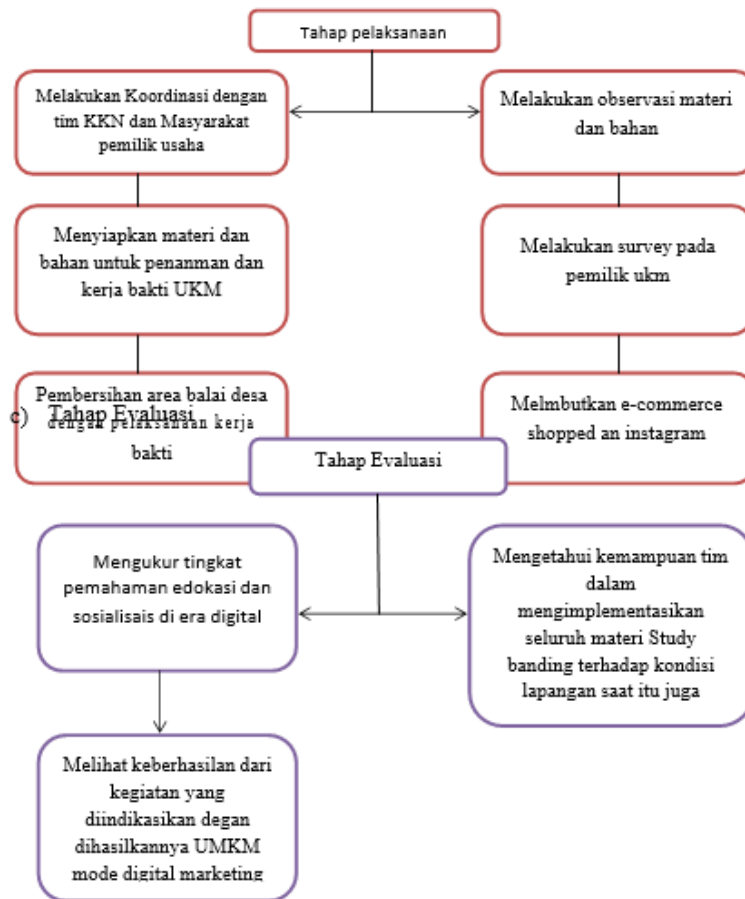 Tahap pelaksanaan
Melakukan Koordinasi dengan
tim KKN dan Masyarakat
pemilik usaha
Melakukan observasi materi
dan bahan
Menyiapkan materi dan
bahan untuk penanman dan
kerja bakti UKM
Melakukan survey pada
pemilik ukm
Pembersihan area balai desa
dengan pelaksanaan kerja
bakti
Melmbutkan e-commerce
shopped an instagram
c) Tahap Evaluasi
Tahap Evaluasi
Mengukur tingkat
pemahaman edokasi dan
sosialisais di era digital
Mengetahui kemampuan tim
dalam
mengimplementasikan
seluruh materi Study
banding terhadap kondisi
lapangan saat itu juga
Melihat keberhasilan dari
kegiatan yang
diindikasikan degan
dihasilkannya UMKM
mode digital marketing